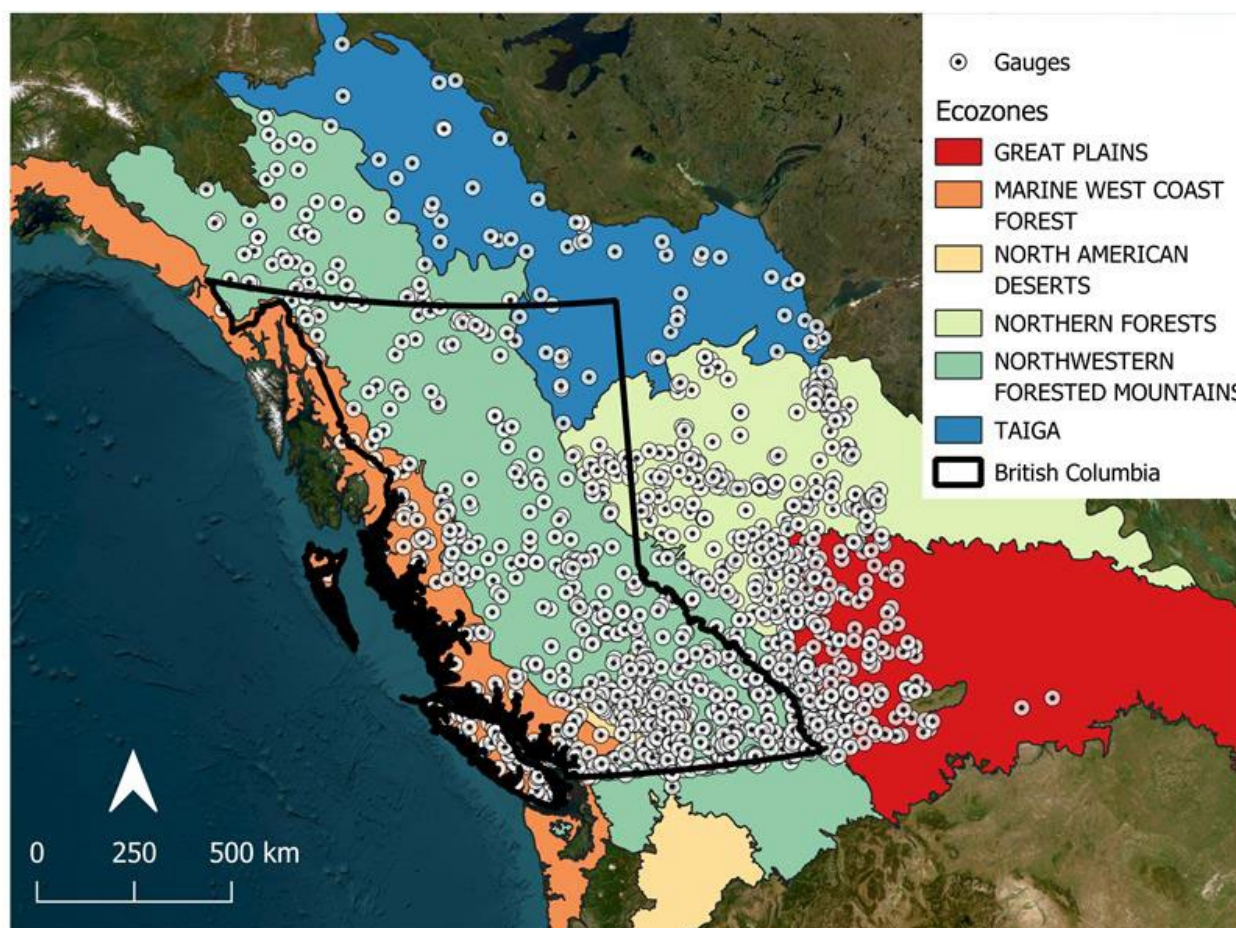 Gauges
Ecozones
GREAT PLAINS
MARINE WEST COAST
FOREST
NORTH AMERICAN
DESERTS
NORTHERN FORESTS
NORTHWESTERN
FORESTED MOUNTAINS
TAIGA
British Columbia
0 250 500 km